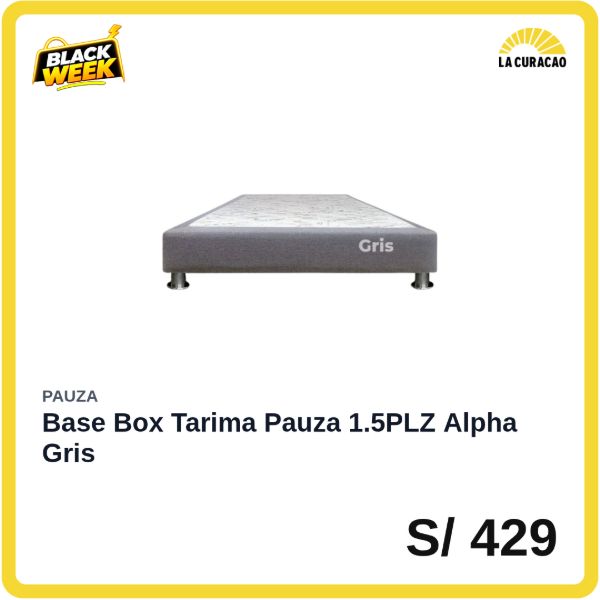 BLACK
WEEK
LA CURACAO
Gris
PAUZA
Base Box Tarima Pauza 1.5PLZ Alpha
Gris
S/ 429